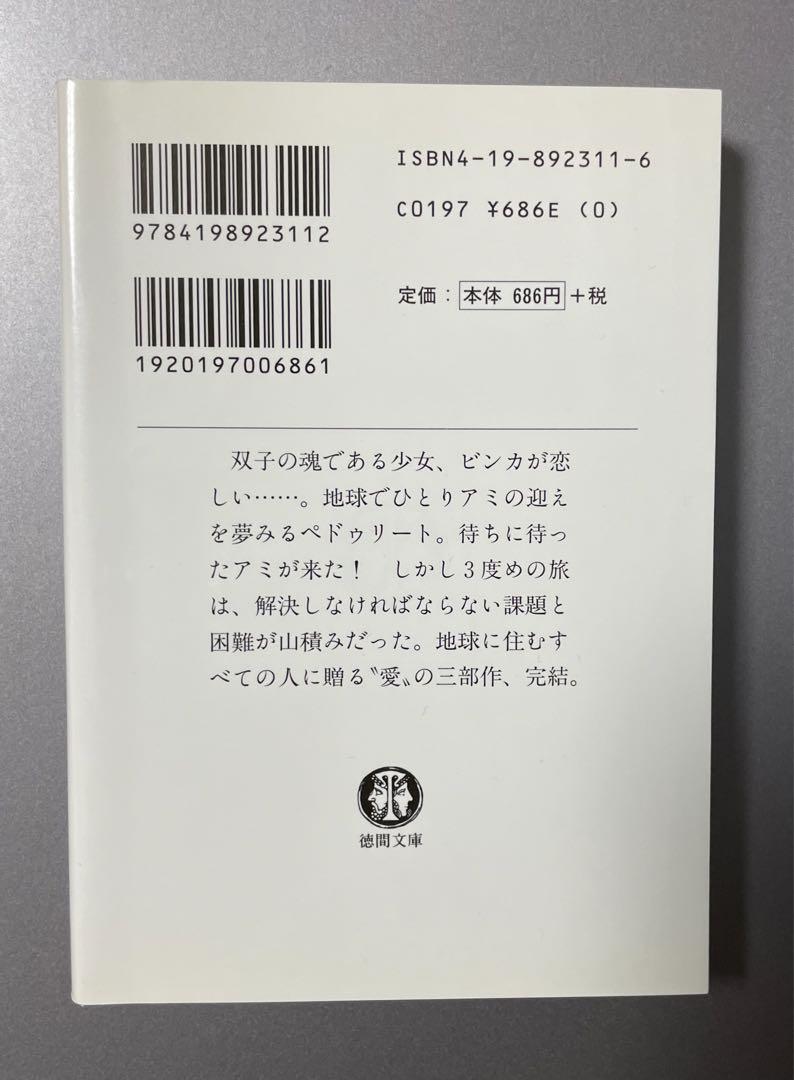 ISBN4-19-892311-6
9784198923112
C0197 ¥686E (0)
1920197006861
定価：本体 686円＋税
双子の魂である少女、ビンカが恋
しい……。地球でひとりアミの迎え
を夢みるペドゥリート。待ちに待っ
たアミが来た！　しかし３度めの旅
は、解決しなければならない課題と
困難が山積みだった。地球に住むす
べての人に贈る〝愛〟の三部作、完結。
徳間文庫